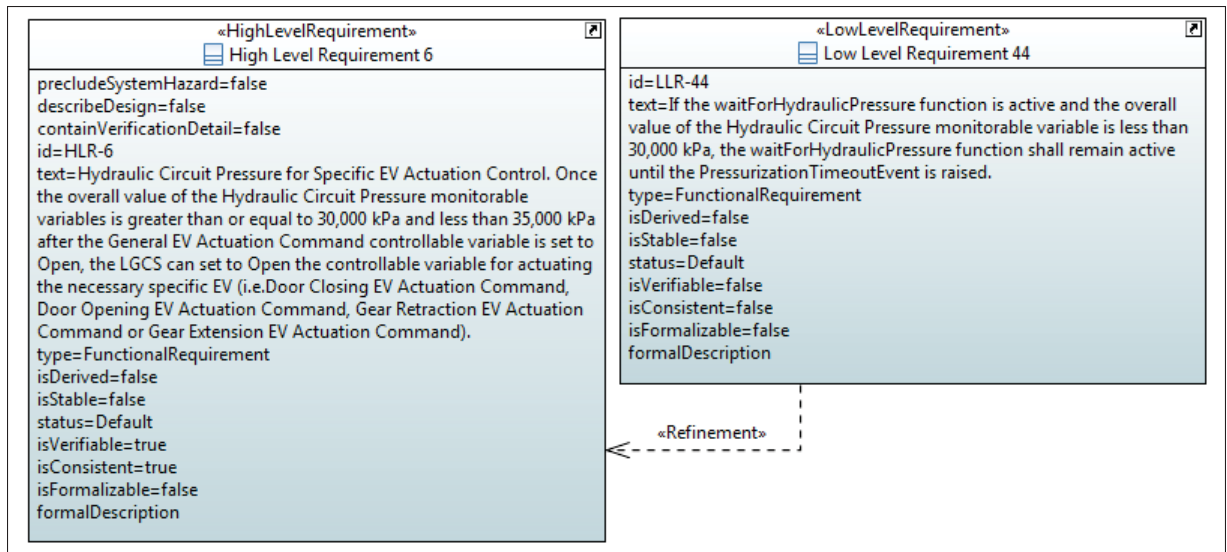 «HighLevelRequirement»
High Level Requirement 6
precludeSystemHazard=false
describeDesign=false
containVerificationDetail=false
id=HLR-6
text=Hydraulic Circuit Pressure for Specific EV Actuation Control. Once
the overall value of the Hydraulic Circuit Pressure monitorable
variables is greater than or equal to 30,000 kPa and less than 35,000 kPa
after the General EV Actuation Command controllable variable is set to
Open, the LGCS can set to Open the controllable variable for actuating
the necessary specific EV (i.e.Door Closing EV Actuation Command,
Door Opening EV Actuation Command, Gear Retraction EV Actuation
Command or Gear Extension EV Actuation Command).
type=FunctionalRequirement
isDerived=false
isStable=false
status=Default
isVerifiable=true
isConsistent=true
isFormalizable=false
formalDescription
«LowLevelRequirement»
Low Level Requirement 44
id=LLR-44
text=If the waitForHydraulicPressure function is active and the overall
value of the Hydraulic Circuit Pressure monitorable variable is less than
30,000 kPa, the waitForHydraulicPressure function shall remain active
until the PressurizationTimeoutEvent is raised.
type=FunctionalRequirement
isDerived=false
isStable=false
status=Default
isVerifiable=false
isConsistent=false
isFormalizable=false
formalDescription
«Refinement»